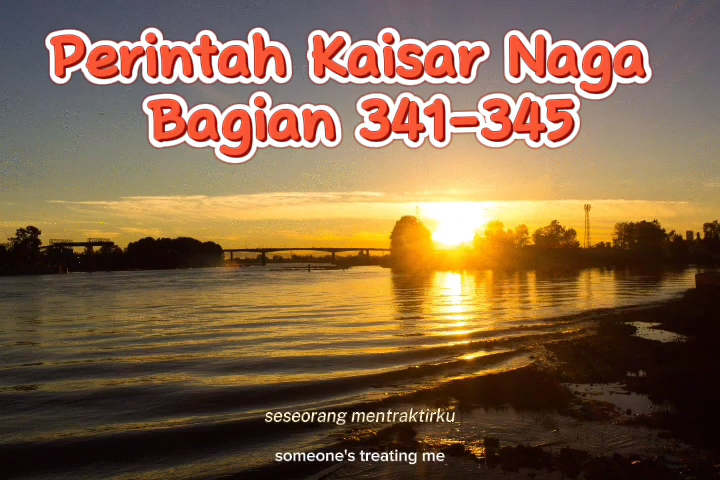 Perintah Kaisar Naga
Bagian 341-345
seseorang mentraktirku
someone's treating me